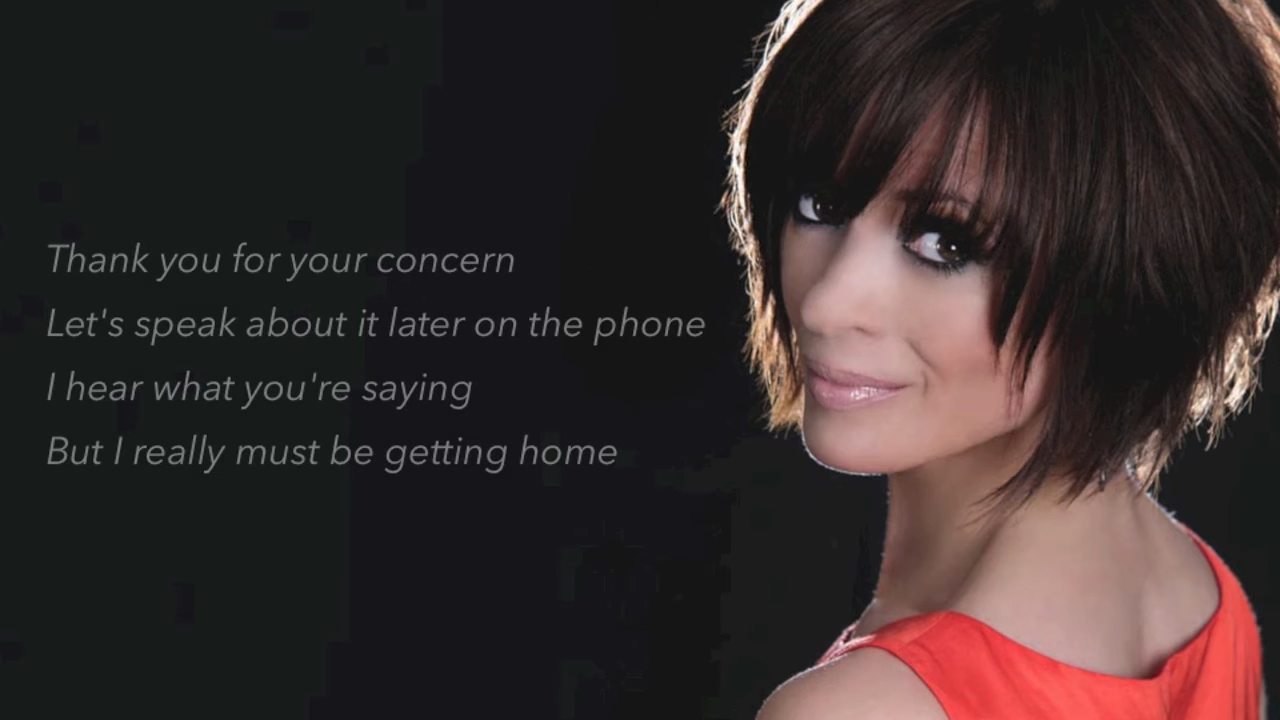 Thank you for your concern
Let's speak about it later on the phone
I hear what you're saying
But I really must be getting home